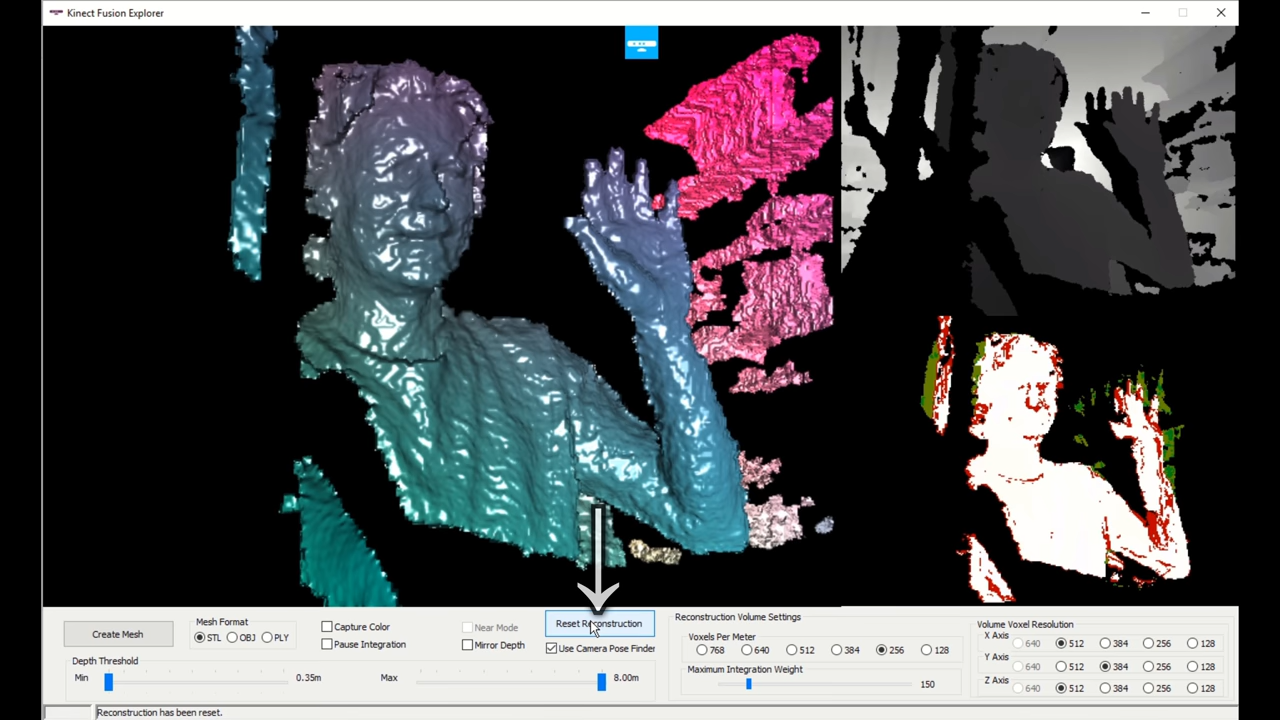 Kinect Fusion Explorer
Create Mesh
Mesh Format
STL OBJ PLY
Capture Color
Pause Integration
Near Mode
Mirror Depth
Reset Reconstruction
Use Camera Pose Finder
Depth Threshold
Min 0.35m Max 8.00m
Reconstruction Volume Settings
Voxels Per Meter
768 640 512 384 256 128
Maximum Integration Weight
150
Volume Voxel Resolution
X Axis 640 512 384 256 128
Y Axis 640 512 384 256 128
Z Axis 640 512 384 256 128
Reconstruction has been reset.